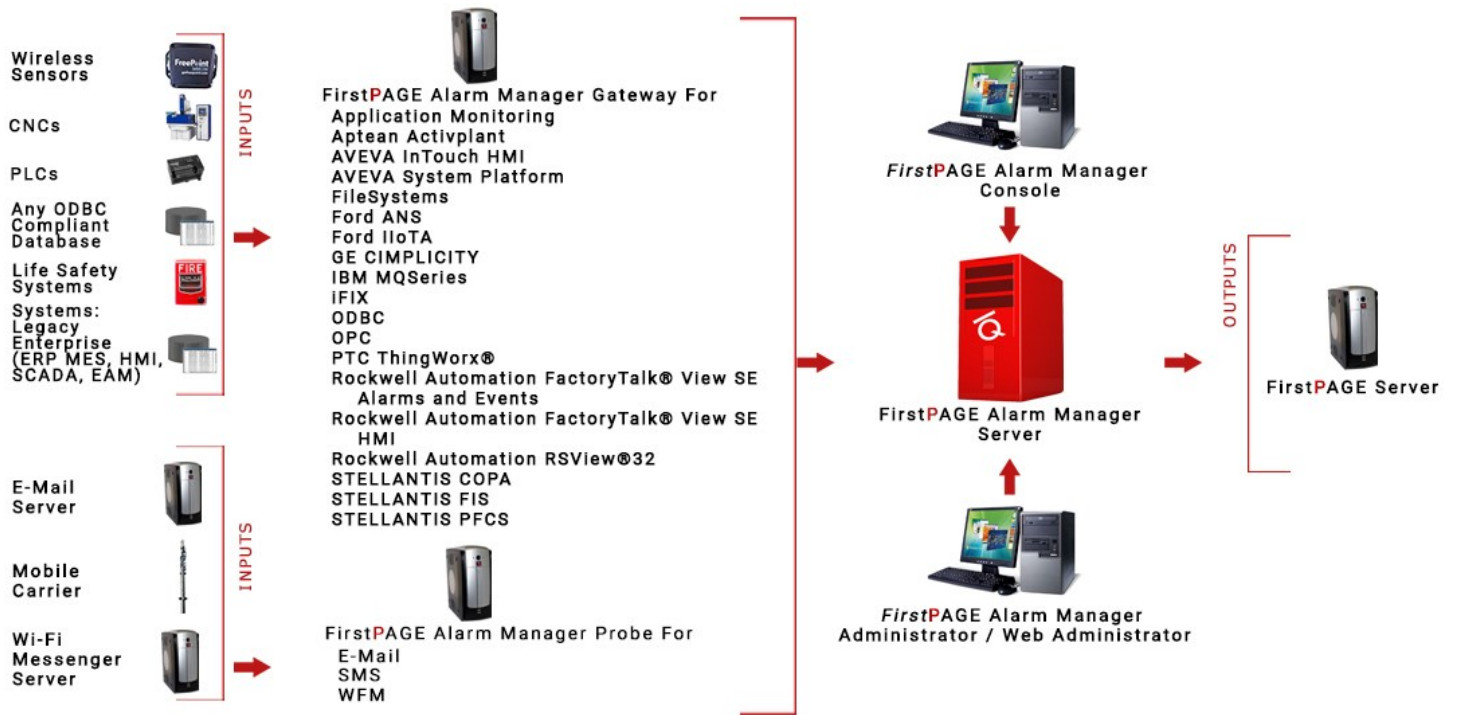 Wireless
Sensors
FreePoint
CNCs
PLCs
Any ODBC
Compliant
Database
Life Safety
Systems
FIRE
Systems:
Legacy
Enterprise
(ERP MES, HMI,
SCADA, EAM)
INPUTS
E-Mail
Server
Mobile
Carrier
Wi-Fi
Messenger
Server
INPUTS
FirstPAGE Alarm Manager Gateway For
Application Monitoring
Aptean Activplant
AVEVA InTouch HMI
AVEVA System Platform
FileSystems
Ford ANS
Ford IIoTA
GE CIMPLICITY
IBM MQSeries
iFIX
ODBC
OPC
PTC ThingWorx®
Rockwell Automation FactoryTalk® View SE
Alarms and Events
Rockwell Automation FactoryTalk® View SE
HMI
Rockwell Automation RSView®32
STELLANTIS COPA
STELLANTIS FIS
STELLANTIS PFCS
FirstPAGE Alarm Manager Probe For
E-Mail
SMS
WFM
FirstPAGE Alarm Manager
Console
IQ
FirstPAGE Alarm Manager
Server
FirstPAGE Alarm Manager
Administrator / Web Administrator
OUTPUTS
FirstPAGE Server